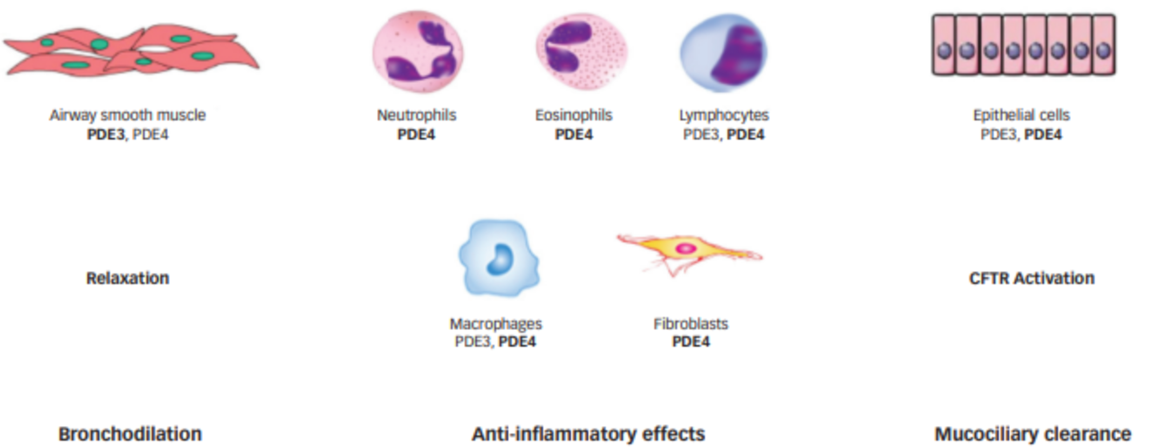 Airway smooth muscle
PDE3, PDE4
Neutrophils
PDE4
Eosinophils
PDE4
Lymphocytes
PDE3, PDE4
Epithelial cells
PDE3, PDE4
Relaxation
Macrophages
PDE3, PDE4
Fibroblasts
PDE4
CFTR Activation
Bronchodilation
Anti-inflammatory effects
Mucociliary clearance